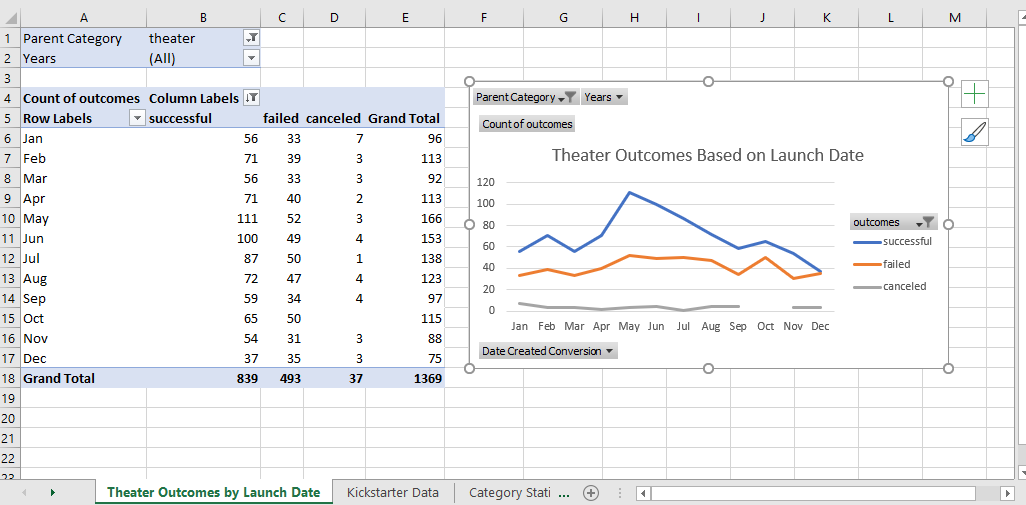 A B C D E F G H I J K L M
1 Parent Category theater
2 Years (All)
3
4 Count of outcomes Column Labels
5 Row Labels successful failed canceled Grand Total
6 Jan 56 33 7 96
7 Feb 71 39 3 113
8 Mar 56 33 3 92
9 Apr 71 40 2 113
10 May 111 52 3 166
11 Jun 100 49 4 153
12 Jul 87 50 1 138
13 Aug 72 47 4 123
14 Sep 59 34 4 97
15 Oct 65 50 115
16 Nov 54 31 3 88
17 Dec 37 35 3 75
18 Grand Total 839 493 37 1369
19
20
21
22
23
Parent Category Years
Count of outcomes
Theater Outcomes Based on Launch Date
120
100
80
60
40
20
0
Jan Feb Mar Apr May Jun Jul Aug Sep Oct Nov Dec
outcomes
successful
failed
canceled
Date Created Conversion
Theater Outcomes by Launch Date Kickstarter Data Category Stati ...